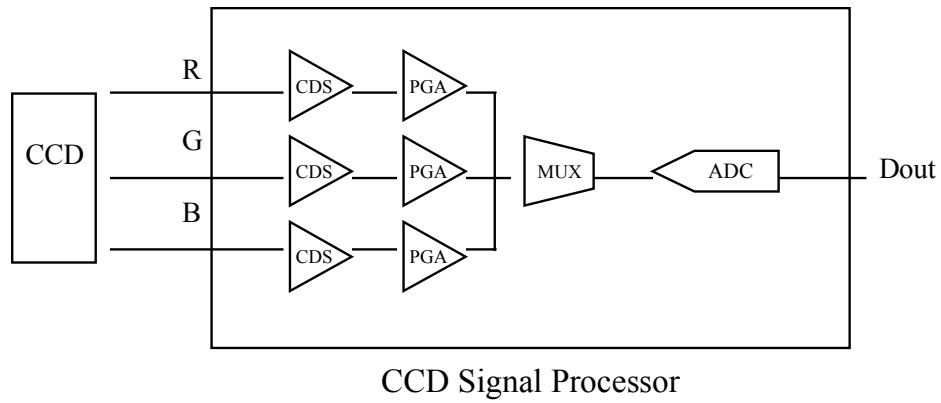 R
CDS PGA
G
CCD
CDS PGA MUX ADC Dout
B
CDS PGA
CCD Signal Processor